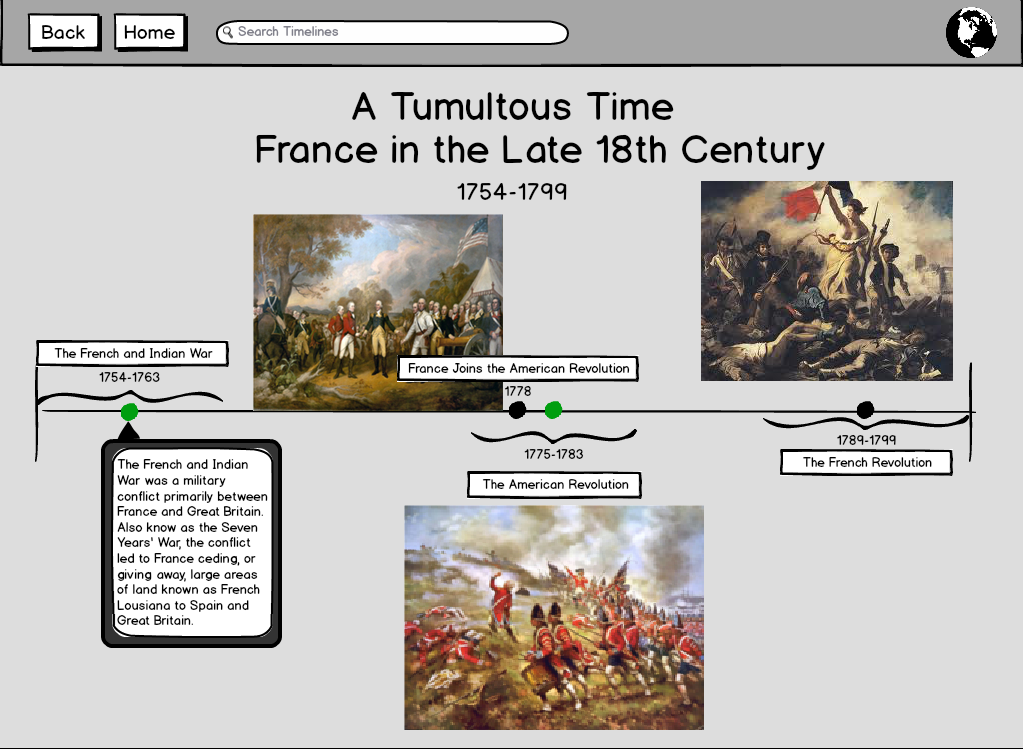 Back
Home
Search Timelines
A Tumultous Time
France in the Late 18th Century
1754-1799
The French and Indian War
1754-1763
France Joins the American Revolution
1778
1775-1783
The American Revolution
1789-1799
The French Revolution
The French and Indian
War was a military
conflict primarily between
France and Great Britain.
Also know as the Seven
Years' War, the conflict
led to France ceding, or
giving away, large areas
of land known as French
Lousiana to Spain and
Great Britain.